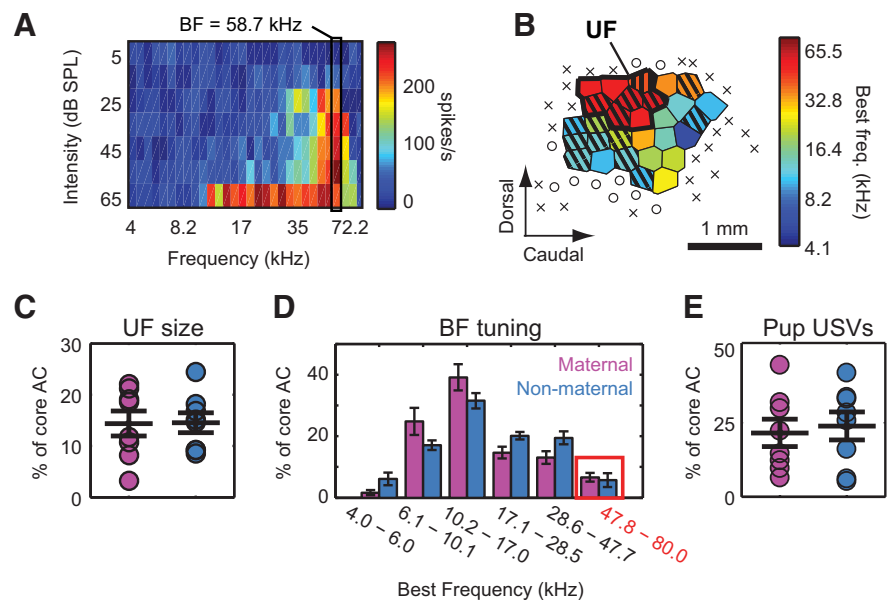 A
BF = 58.7 kHz
Intensity (dB SPL)
5
25
45
65
4
8.2
17
35
72.2
Frequency (kHz)
200
100
0
spikes/s
B
UF
Dorsal
Caudal
1 mm
65.5
32.8
16.4
8.2
4.1
Best freq. (kHz)
C
UF size
% of core AC
30
20
10
0
D
BF tuning
Maternal
Non-maternal
% of core AC
40
20
0
4.0 – 6.0
6.1 – 10.1
10.2 – 17.0
17.1 – 28.5
28.6 – 47.7
47.8 – 80.0
Best Frequency (kHz)
E
Pup USVs
% of core AC
50
25
0